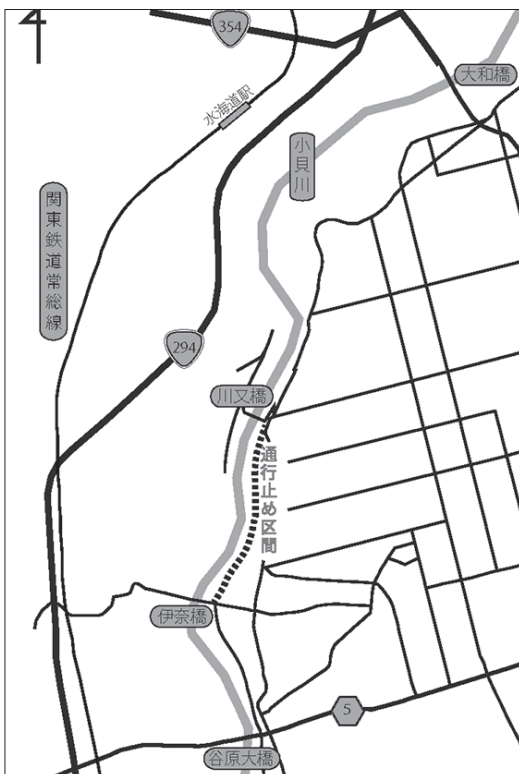 354
大和橋
水海道駅
小貝川
関東鉄道常総線
294
川又橋
通行止め区間
伊奈橋
5
谷原大橋